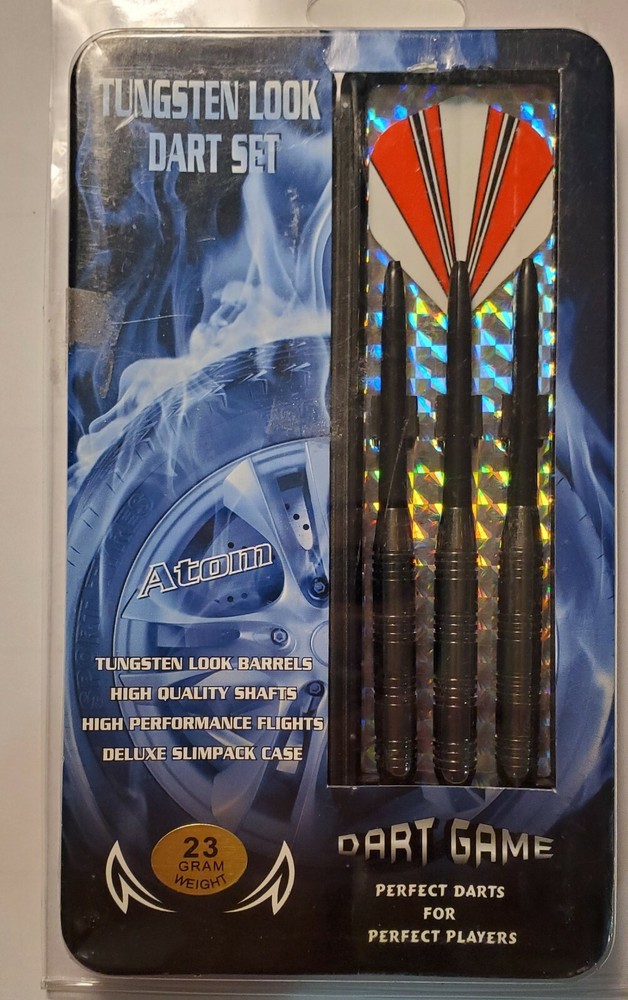 TUNGSTEN LOOK
DART SET
Atom
TUNGSTEN LOOK BARRELS
HIGH QUALITY SHAFTS
HIGH PERFORMANCE FLIGHTS
DELUXE SLIMPACK CASE
23
GRAM
WEIGHT
DART GAME
PERFECT DARTS
FOR
PERFECT PLAYERS